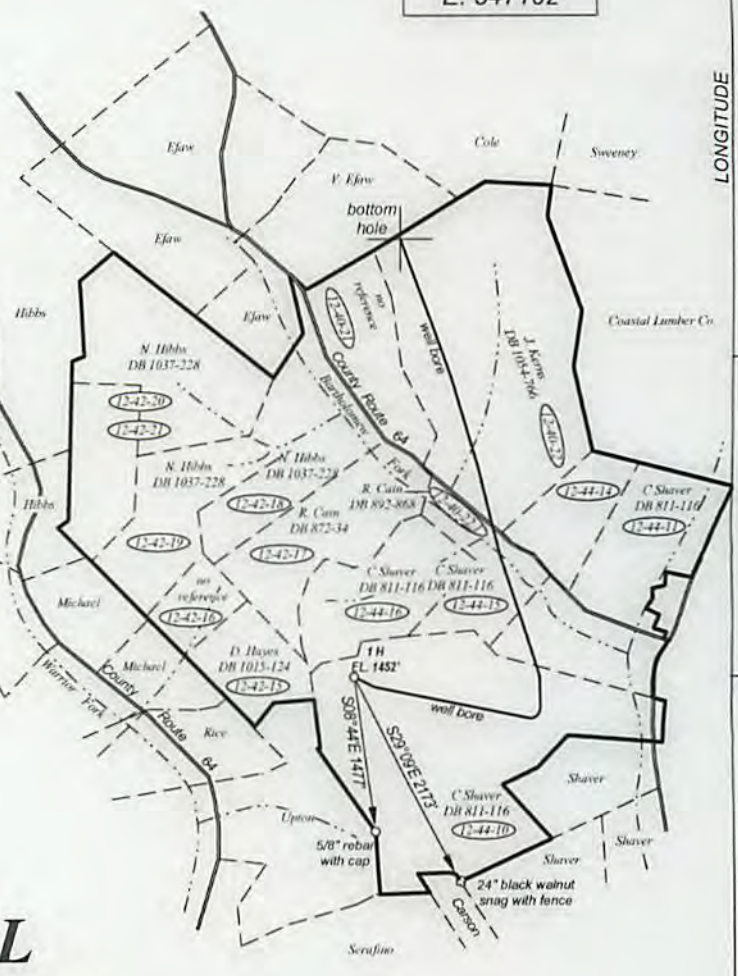 E. 547102
LONGITUDE
Cole
Sweeney
Efaw
V. Efaw
bottom
hole
Efaw
Efaw
Hibbs
no
reference
12-40-21
well bore
Coastal Lumber Co.
J. Kerns
DB 1054-766
12-40-22
N. Hibbs
DB 1037-228
12-42-20
12-42-21
County Route 64
Bartholomew Fork
N. Hibbs
DB 1037-228
N. Hibbs
DB 1037-228
12-42-18
R. Cain
DB 892-868
12-40-22
R. Cain
DB 872-34
12-42-17
12-44-14
C Shaver
DB 811-116
12-44-11
Hibbs
12-42-19
no
reference
12-42-16
C Shaver
DB 811-116
12-44-16
C Shaver
DB 811-116
12-44-15
Michael
Michael
County Route 64
Warrior Fork
D. Hayes
DB 1015-124
12-42-15
1 H
EL. 1452'
well bore
Rice
S08°44'E 1477'
S29°09'E 2173'
Upton
C Shaver
DB 811-116
12-44-10
Shaver
Shaver
Shaver
5/8" rebar
with cap
24" black walnut
snag with fence
Carson
Serafino
L